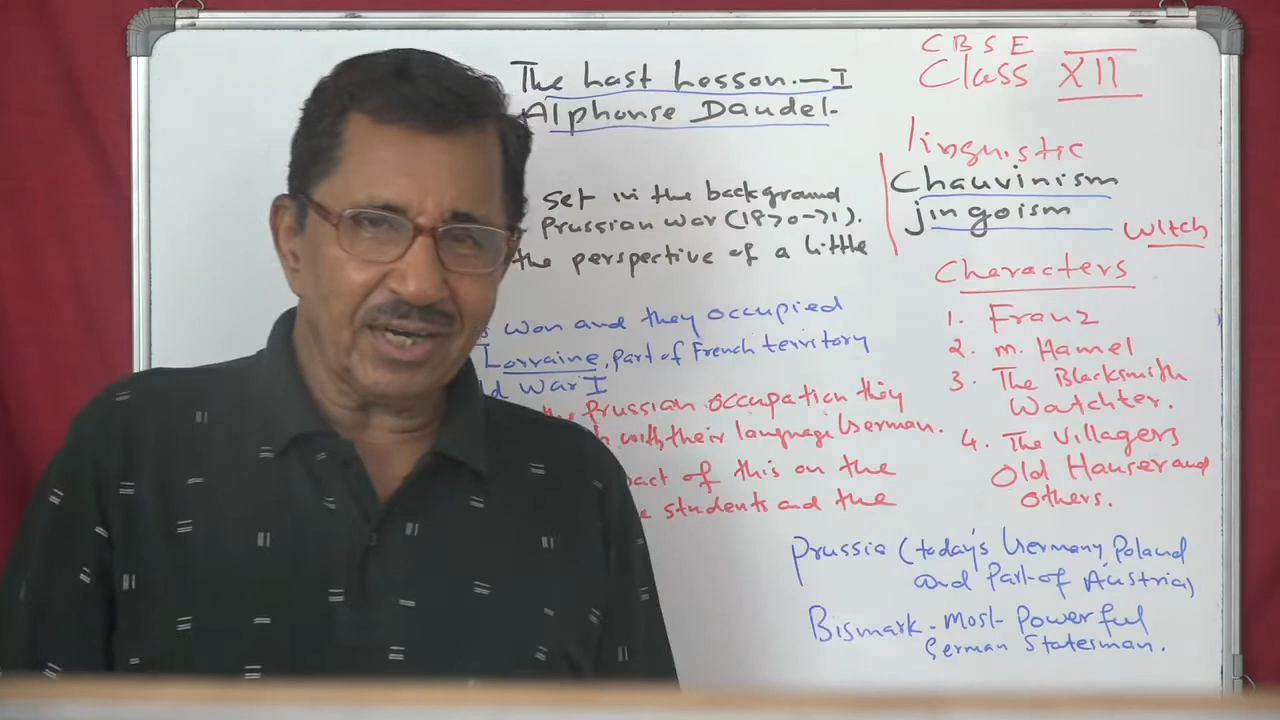 The Last Lesson.—I
Alphonse Daudel.
set in the background
Prussian war (1870-71).
the perspective of a little
won and they occupied
Lorraine, part of French territory
War I
the Prussian occupation they
with their language German.
of this on the
students and the
CBSE
Class XII
linguistic
Chauvinism
jingoism
Witch
Characters
1. Franz
2. M. Hamel
3. The Blacksmith
Watchter.
4. The Villagers
Old Hauser and
others.
Prussia (today's Germany, Poland
and Part of Austria)
Bismark - Most Powerful
German Statesman.